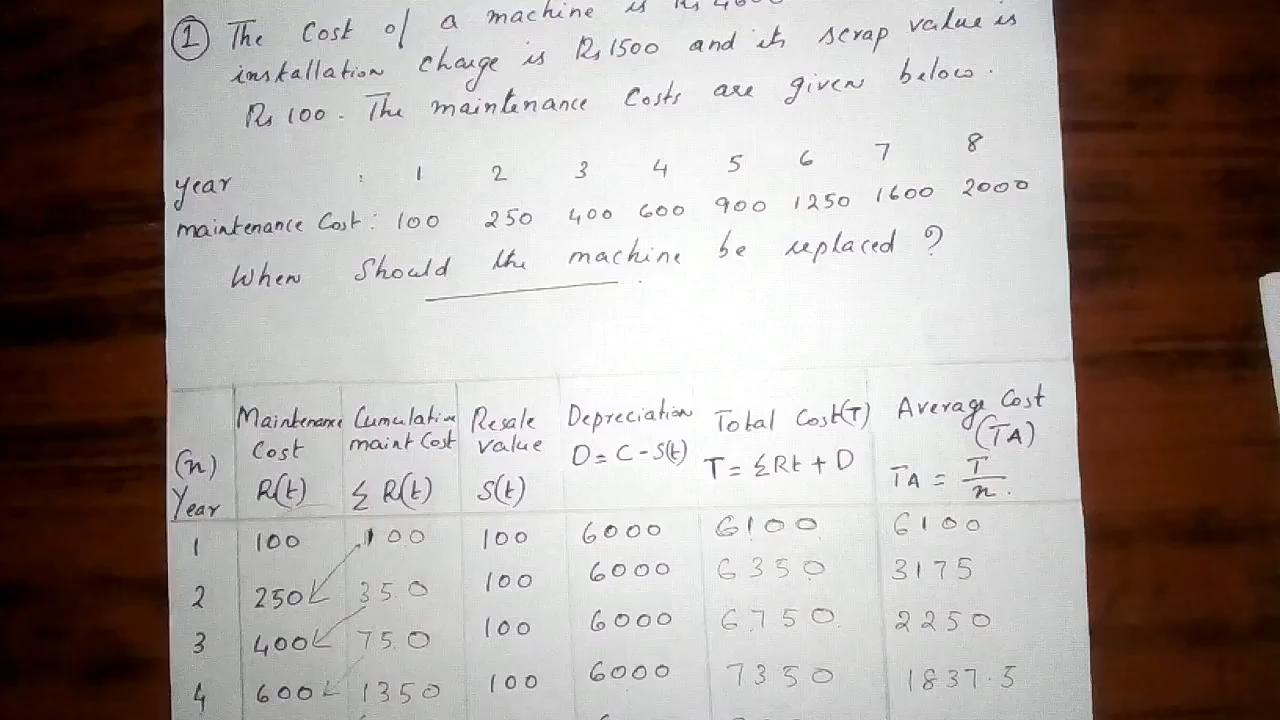 ① The Cost of a machine is Rs
installation charge is Rs 1500 and its scrap value is
Rs 100. The maintenance Costs are given below.
year : 1 2 3 4 5 6 7 8
maintenance Cost: 100 250 400 600 900 1250 1600 2000
When Should the machine be replaced ?
(n) Year Maintenance Cost R(t) Cumulative maint Cost Σ R(t) Resale value S(t) Depreciation D = C - S(t) Total Cost (T) T = ΣRt + D Average Cost (TA) TA = T/n.
1 100 100 100 6000 6100 6100
2 250 350 100 6000 6350 3175
3 400 750 100 6000 6750 2250
4 600 1350 100 6000 7350 1837.5